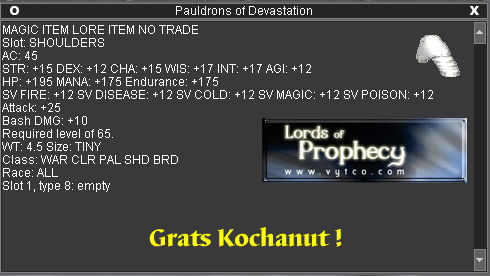 O Pauldrons of Devastation X
MAGIC ITEM LORE ITEM NO TRADE
Slot: SHOULDERS
AC: 45
STR: +15 DEX: +12 CHA: +15 WIS: +17 INT: +17 AGI: +12
HP: +195 MANA: +175 Endurance: +175
SV FIRE: +12 SV DISEASE: +12 SV COLD: +12 SV MAGIC: +12 SV POISON: +12
Attack: +25
Bash DMG: +10
Required level of 65.
WT: 4.5 Size: TINY
Class: WAR CLR PAL SHD BRD
Race: ALL
Slot 1, type 8: empty
Lords of
Prophecy
www.vytco.com
Grats Kochanut !